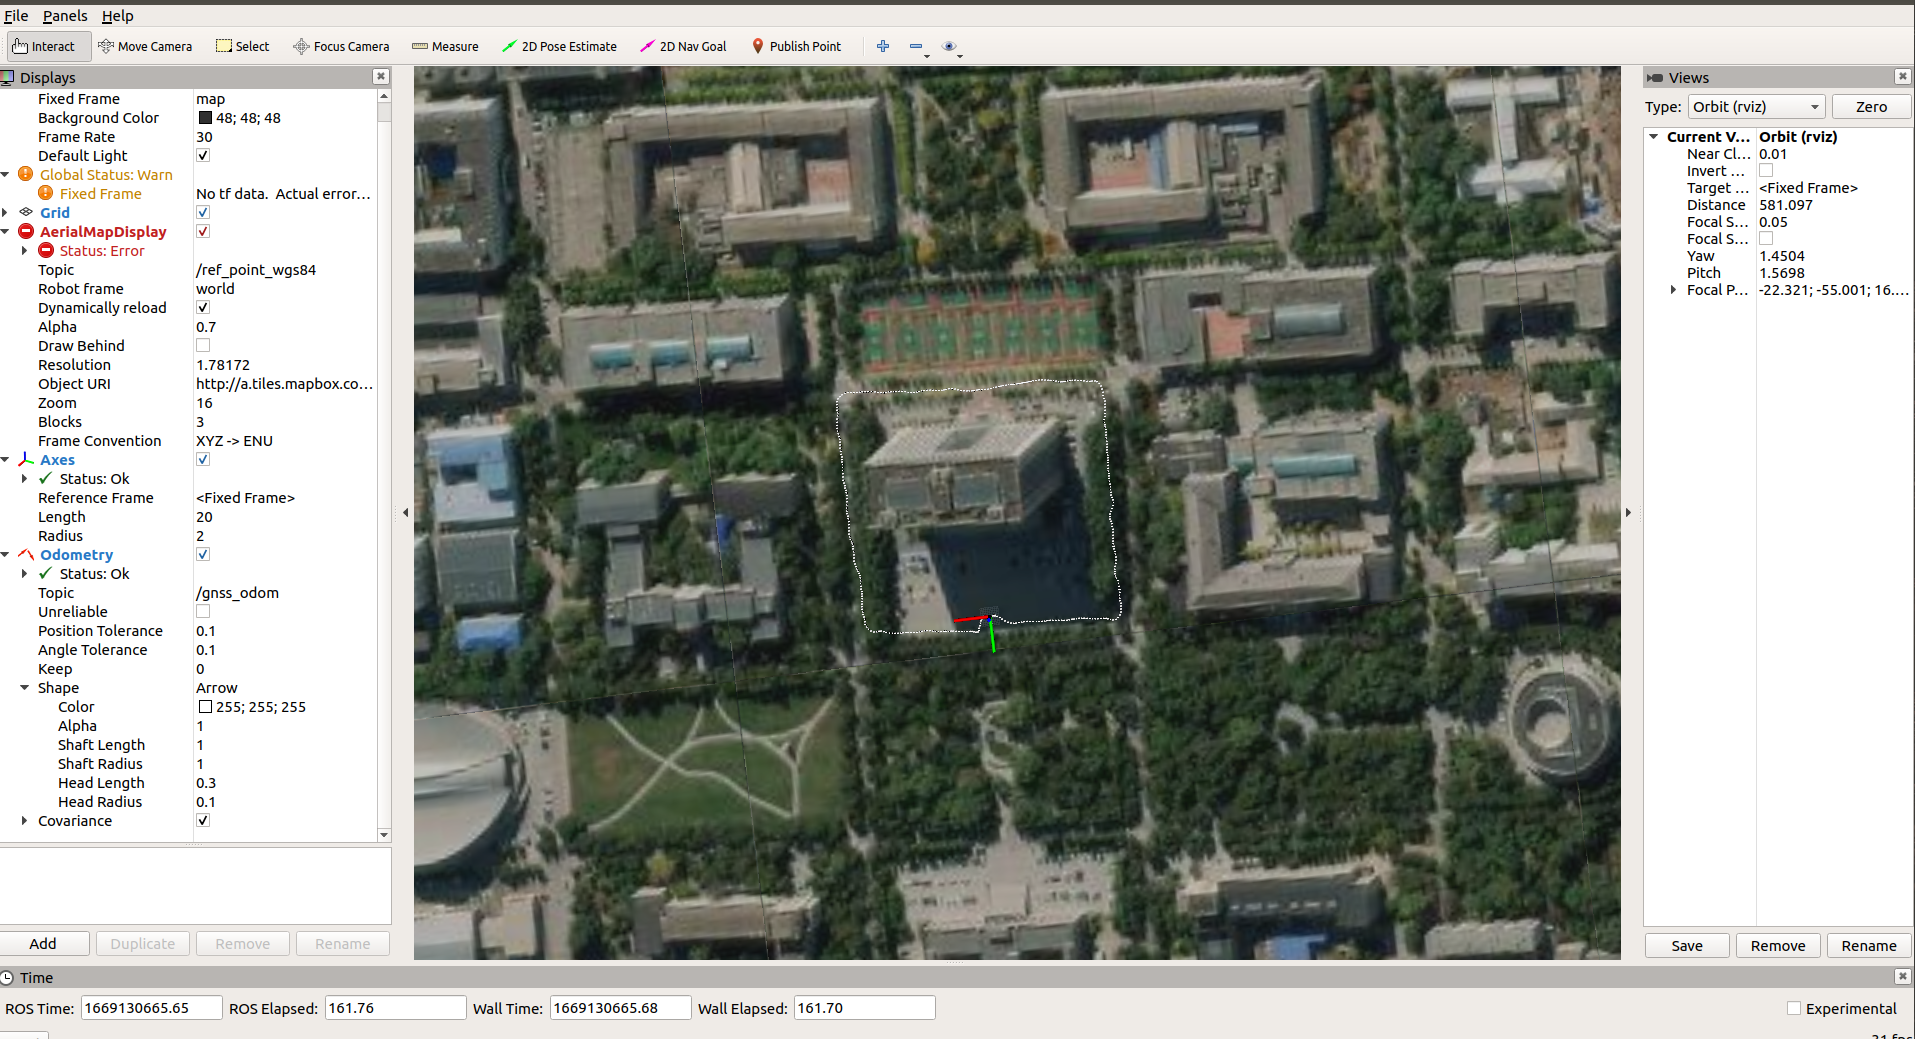 File Panels Help
Interact Move Camera Select Focus Camera Measure 2D Pose Estimate 2D Nav Goal Publish Point
Displays
Fixed Frame map
Background Color 48; 48; 48
Frame Rate 30
Default Light
Global Status: Warn
Fixed Frame No tf data. Actual error...
Grid
AerialMapDisplay
Status: Error
Topic /ref_point_wgs84
Robot frame world
Dynamically reload
Alpha 0.7
Draw Behind
Resolution 1.78172
Object URI http://a.tiles.mapbox.co...
Zoom 16
Blocks 3
Frame Convention XYZ -> ENU
Axes
Status: Ok
Reference Frame <Fixed Frame>
Length 20
Radius 2
Odometry
Status: Ok
Topic /gnss_odom
Unreliable
Position Tolerance 0.1
Angle Tolerance 0.1
Keep 0
Shape Arrow
Color 255; 255; 255
Alpha 1
Shaft Length 1
Shaft Radius 1
Head Length 0.3
Head Radius 0.1
Covariance
Add Duplicate Remove Rename
Views
Type: Orbit (rviz) Zero
Current V... Orbit (rviz)
Near Cl... 0.01
Invert ...
Target ... <Fixed Frame>
Distance 581.097
Focal S... 0.05
Focal S...
Yaw 1.4504
Pitch 1.5698
Focal P... -22.321; -55.001; 16....
Save Remove Rename
Time
ROS Time: 1669130665.65 ROS Elapsed: 161.76 Wall Time: 1669130665.68 Wall Elapsed: 161.70 Experimental